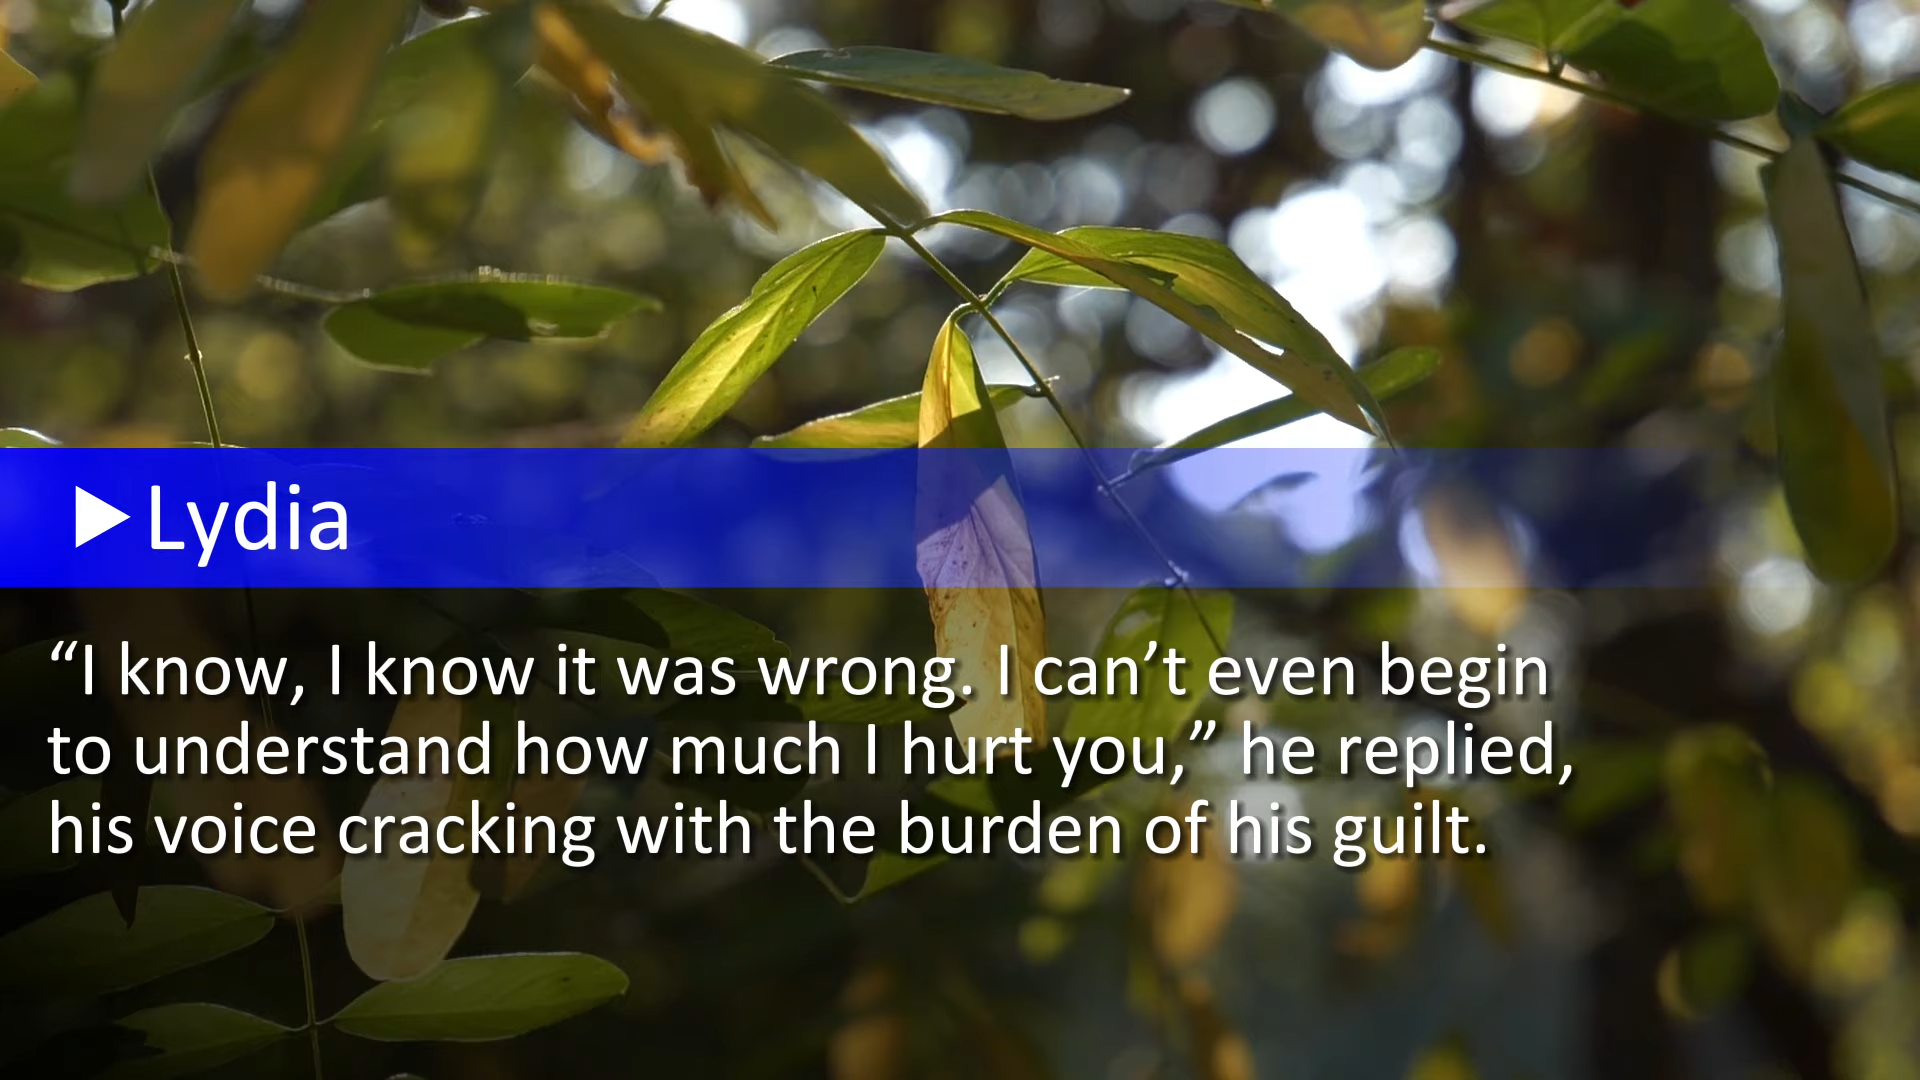 Lydia
“I know, I know it was wrong. I can’t even begin
to understand how much I hurt you,” he replied,
his voice cracking with the burden of his guilt.